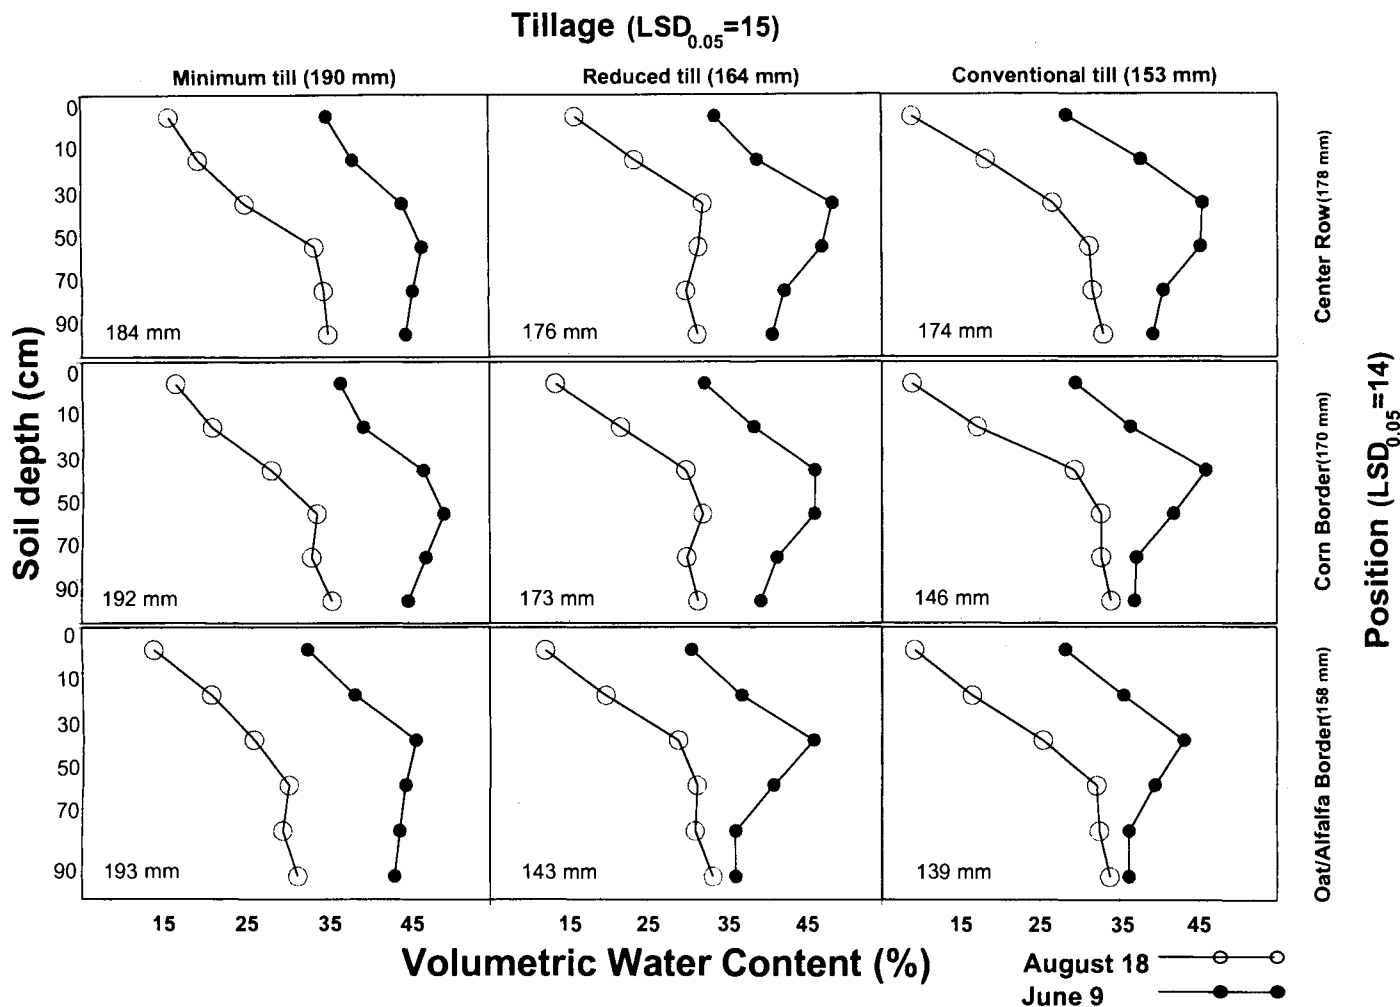 Tillage (LSD0.05=15)
Minimum till (190 mm)
Reduced till (164 mm)
Conventional till (153 mm)
0
10
30
50
70
90
184 mm
176 mm
174 mm
Center Row(178 mm)
0
10
30
50
70
90
192 mm
173 mm
146 mm
Corn Border(170 mm)
0
10
30
50
70
90
193 mm
143 mm
139 mm
Oat/Alfalfa Border(158 mm)
Soil depth (cm)
Position (LSD0.05=14)
15 25 35 45 15 25 35 45 15 25 35 45
Volumetric Water Content (%)
August 18
June 9